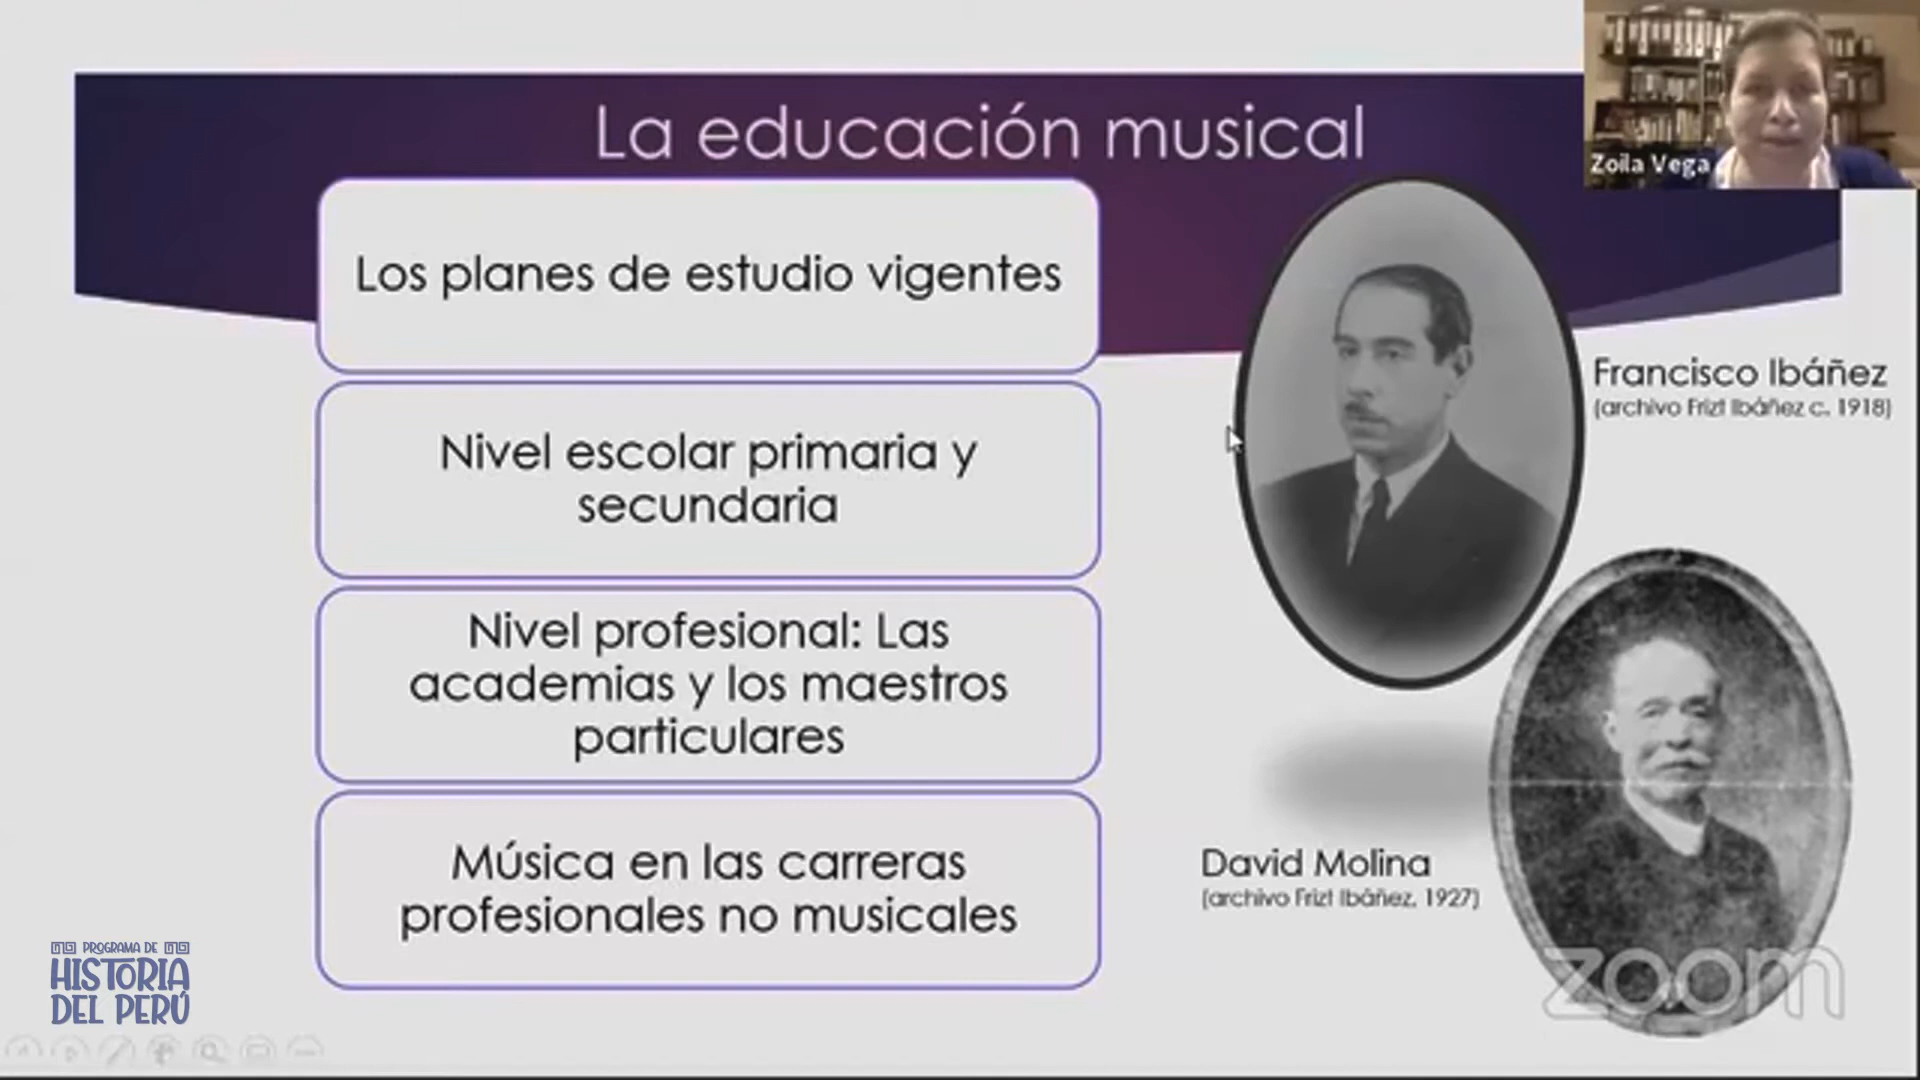 La educación musical
Zoila Vega
Los planes de estudio vigentes
Nivel escolar primaria y
secundaria
Nivel profesional: Las
academias y los maestros
particulares
Música en las carreras
profesionales no musicales
Francisco Ibáñez
(archivo Frizt Ibáñez c. 1918)
David Molina
(archivo Frizt Ibáñez, 1927)
PROGRAMA DE
HISTORIA
DEL PERÚ
zoom